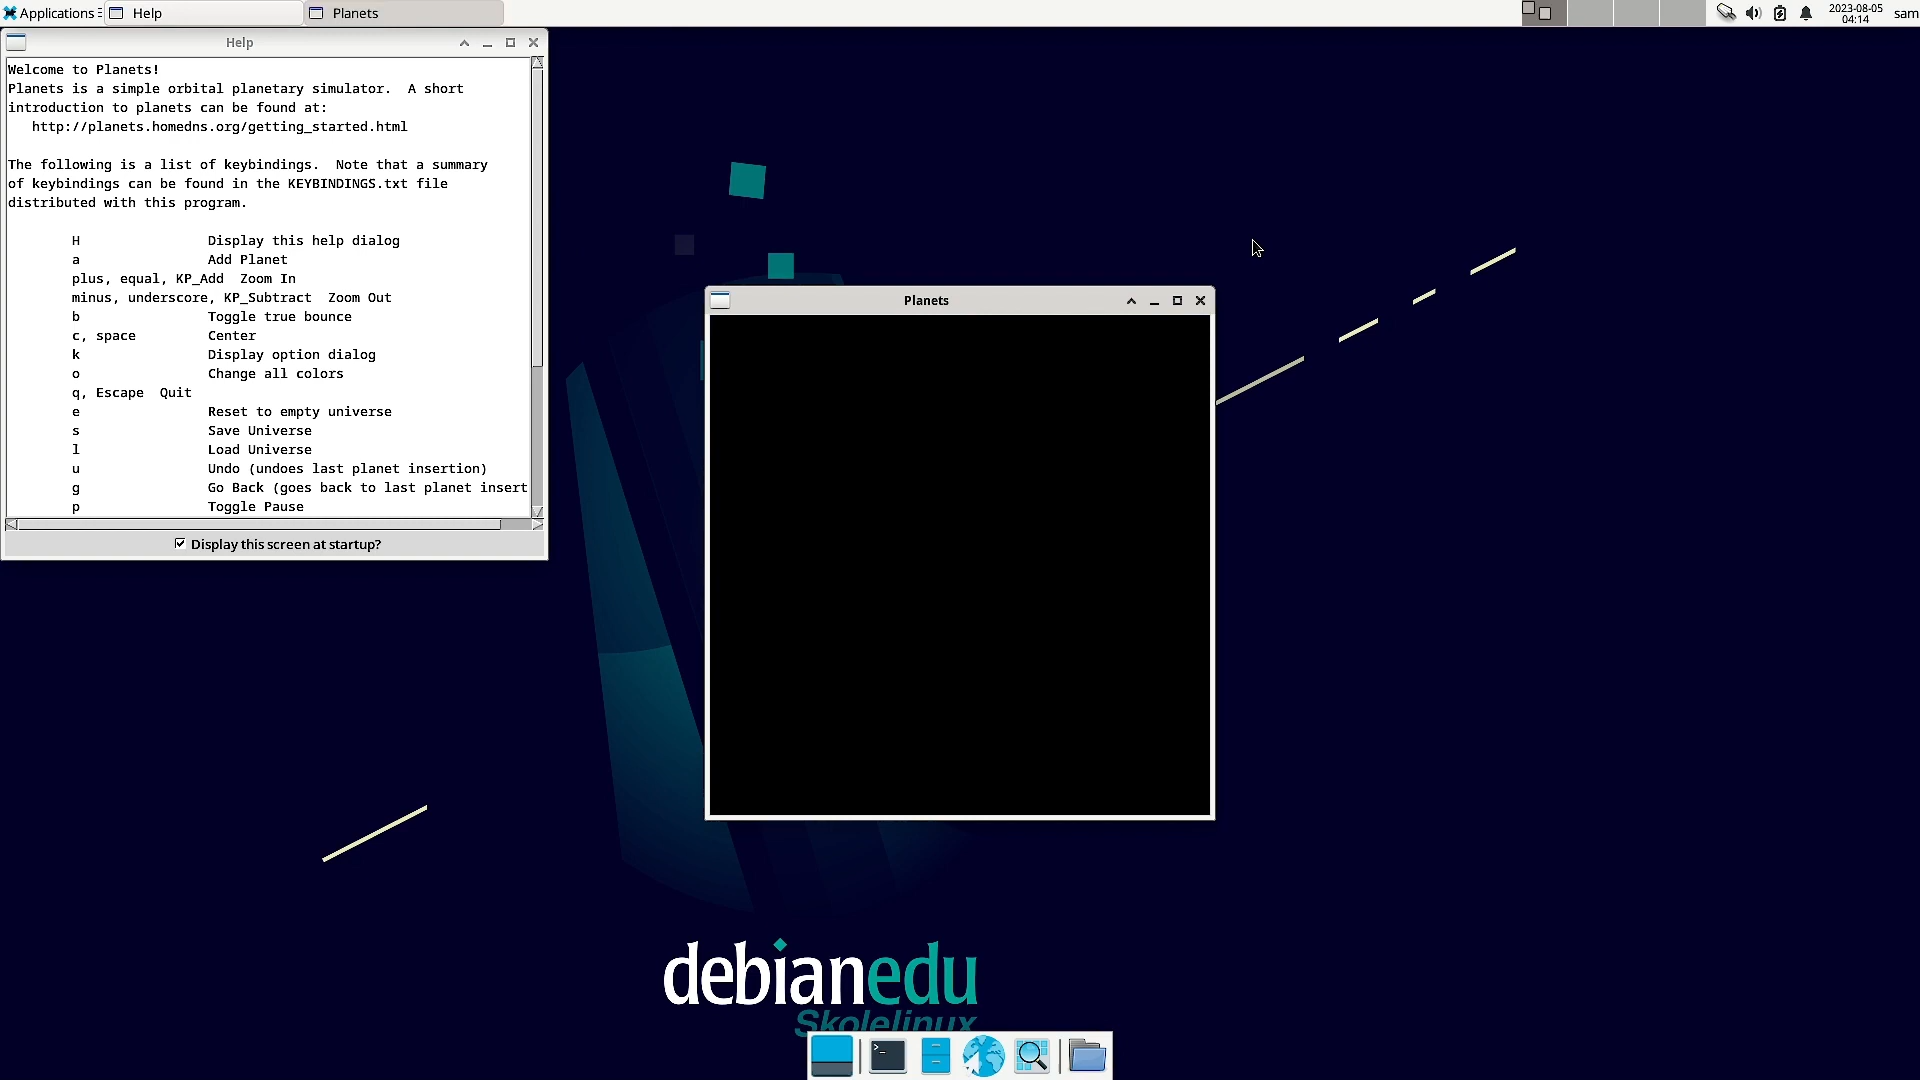 Applications
Help
Planets
2023-08-05
04:14
sam
Help
Welcome to Planets!
Planets is a simple orbital planetary simulator.  A short
introduction to planets can be found at:
http://planets.homedns.org/getting_started.html
The following is a list of keybindings.  Note that a summary
of keybindings can be found in the KEYBINDINGS.txt file
distributed with this program.
H Display this help dialog
a Add Planet
plus, equal, KP_Add  Zoom In
minus, underscore, KP_Subtract  Zoom Out
b Toggle true bounce
c, space Center
k Display option dialog
o Change all colors
q, Escape  Quit
e Reset to empty universe
s Save Universe
l Load Universe
u Undo (undoes last planet insertion)
g Go Back (goes back to last planet insert
p Toggle Pause
Display this screen at startup?
Planets
debianedu
Skolelinux